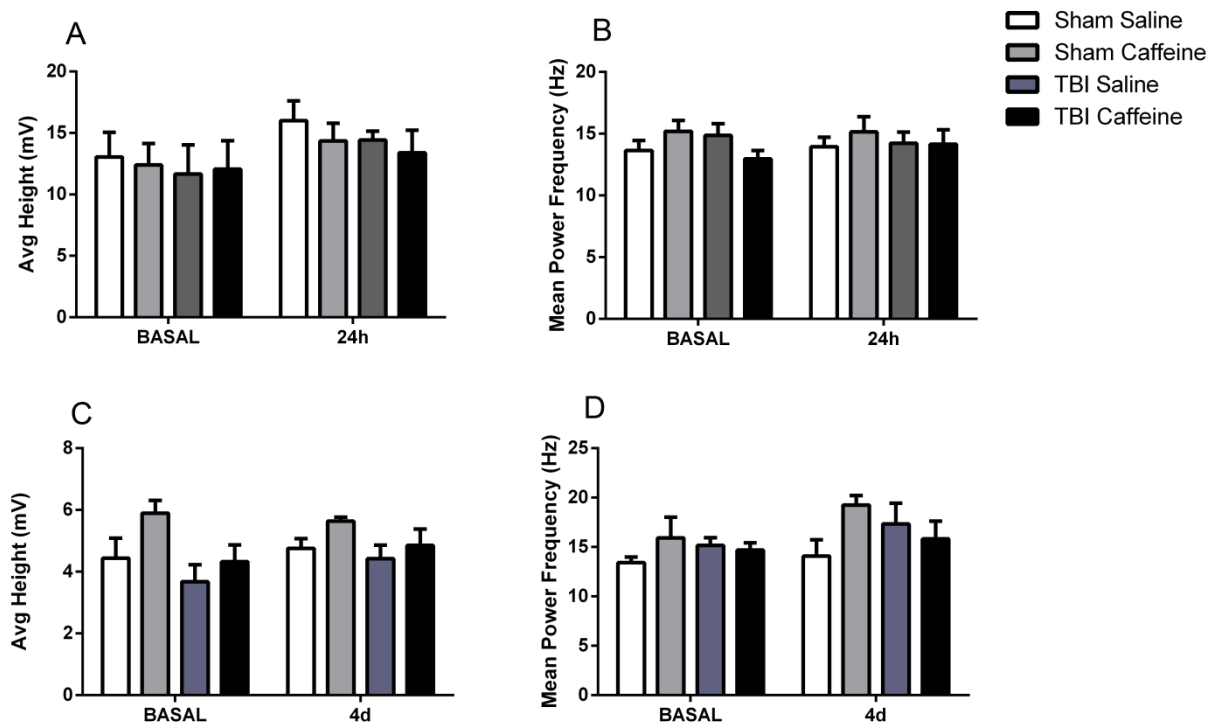 A
Avg Height (mV)
20
15
10
5
0
BASAL
24h
B
Mean Power Frequency (Hz)
20
15
10
5
0
BASAL
24h
Sham Saline
Sham Caffeine
TBI Saline
TBI Caffeine
C
Avg Height (mV)
8
6
4
2
0
BASAL
4d
D
Mean Power Frequency (Hz)
25
20
15
10
5
0
BASAL
4d